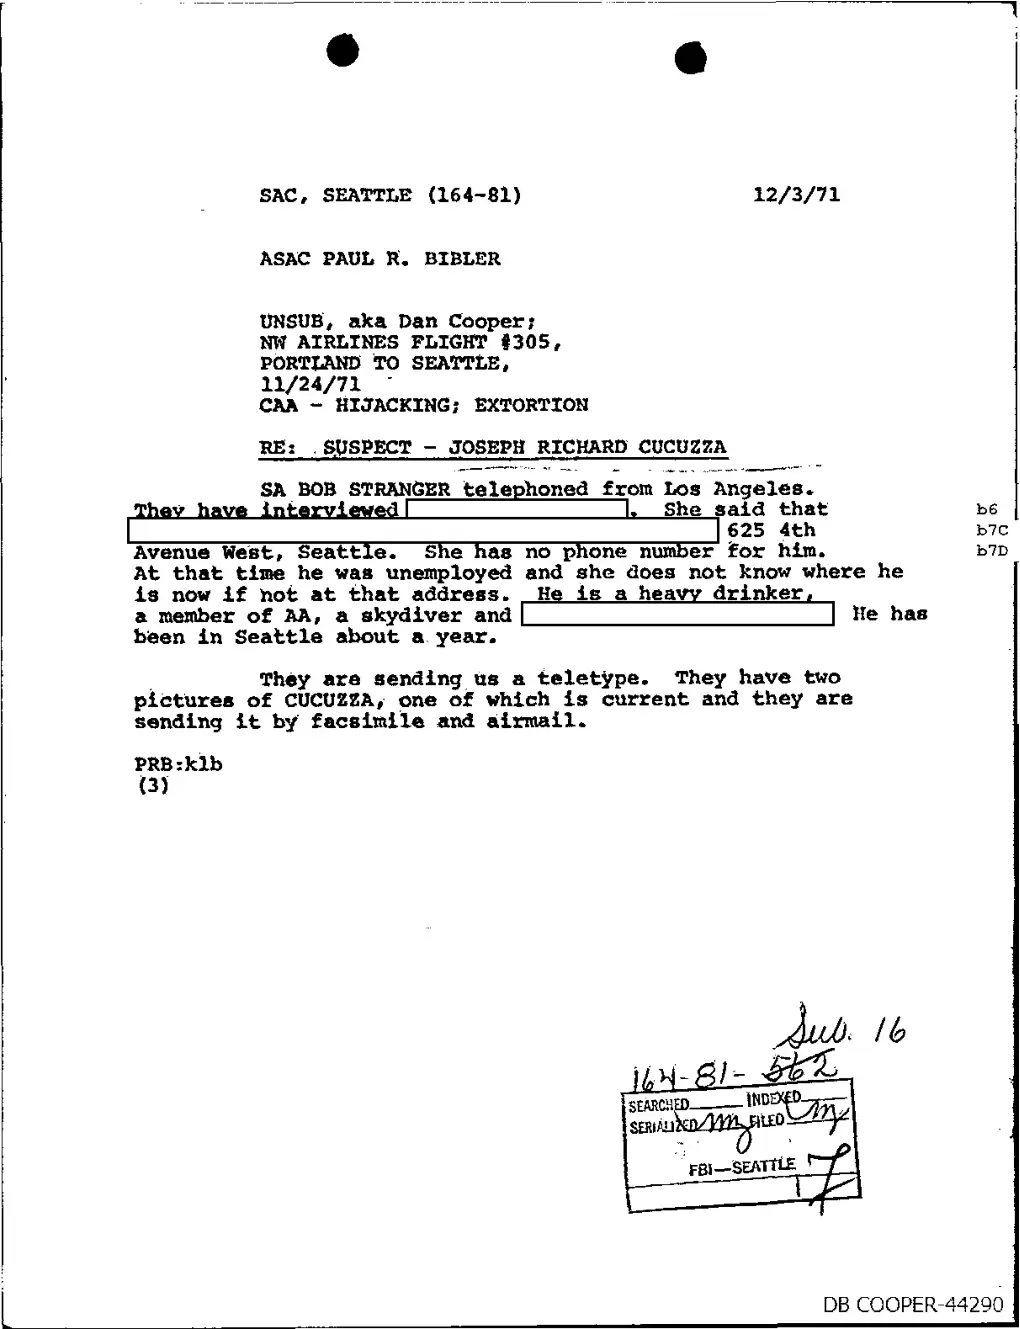 SAC, SEATTLE (164-81) 12/3/71
ASAC PAUL R. BIBLER
UNSUB, aka Dan Cooper;
NW AIRLINES FLIGHT #305,
PORTLAND TO SEATTLE,
11/24/71
CAA - HIJACKING; EXTORTION
RE: SUSPECT - JOSEPH RICHARD CUCUZZA
SA BOB STRANGER telephoned from Los Angeles.
They have interviewed . She said that b6
625 4th b7C
Avenue West, Seattle. She has no phone number for him. b7D
At that time he was unemployed and she does not know where he
is now if not at that address. He is a heavy drinker,
a member of AA, a skydiver and He has
been in Seattle about a year.
They are sending us a teletype. They have two
pictures of CUCUZZA, one of which is current and they are
sending it by facsimile and airmail.
PRB:klb
(3)
Sub. 16
164-81-562
SEARCHED INDEXED
SERIALIZED FILED
FBI—SEATTLE
DB COOPER-44290